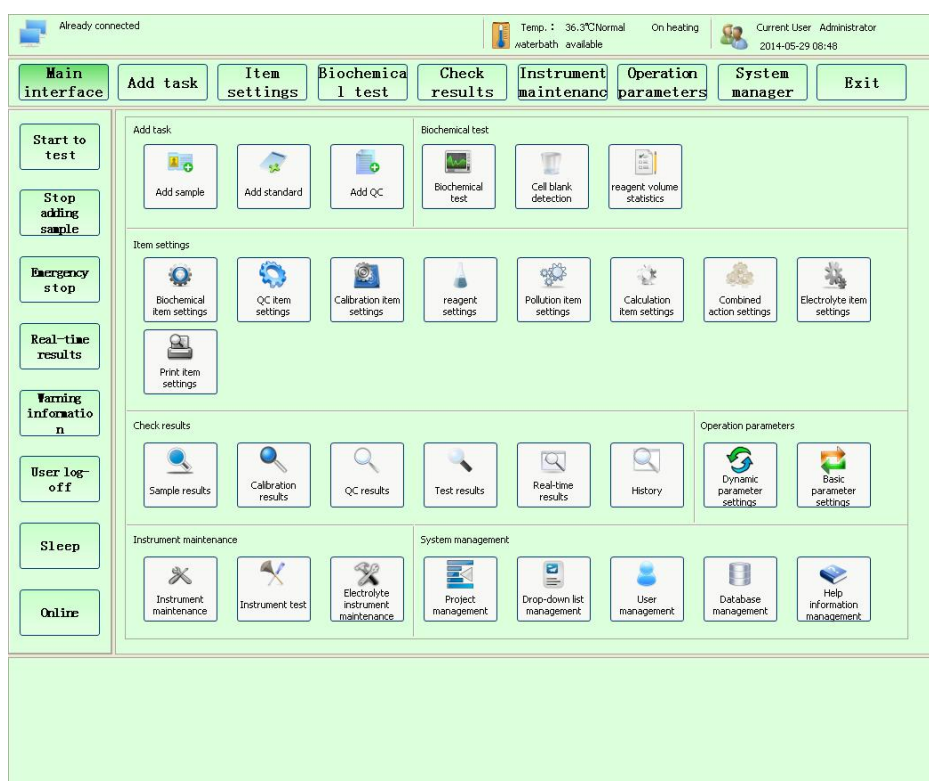 Already connected
Temp. : 36.3℃Normal On heating
waterbath available
Current User Administrator
2014-05-29 08:48
Main
interface
Add task
Item
settings
Biochemica
l test
Check
results
Instrument
maintenanc
Operation
parameters
System
manager
Exit
Start to
test
Stop
adding
sample
Emergency
stop
Real-time
results
Warning
informatio
n
User log-
off
Sleep
Online
Add task
Add sample
Add standard
Add QC
Biochemical test
Biochemical
test
Cell blank
detection
reagent volume
statistics
Item settings
Biochemical
item settings
QC item
settings
Calibration item
settings
reagent
settings
Pollution item
settings
Calculation
item settings
Combined
action settings
Electrolyte item
settings
Print item
settings
Check results
Sample results
Calibration
results
QC results
Test results
Real-time
results
History
Operation parameters
Dynamic
parameter
settings
Basic
parameter
settings
Instrument maintenance
Instrument
maintenance
Instrument test
Electrolyte
instrument
maintenance
System management
Project
management
Drop-down list
management
User
management
Database
management
Help
information
management